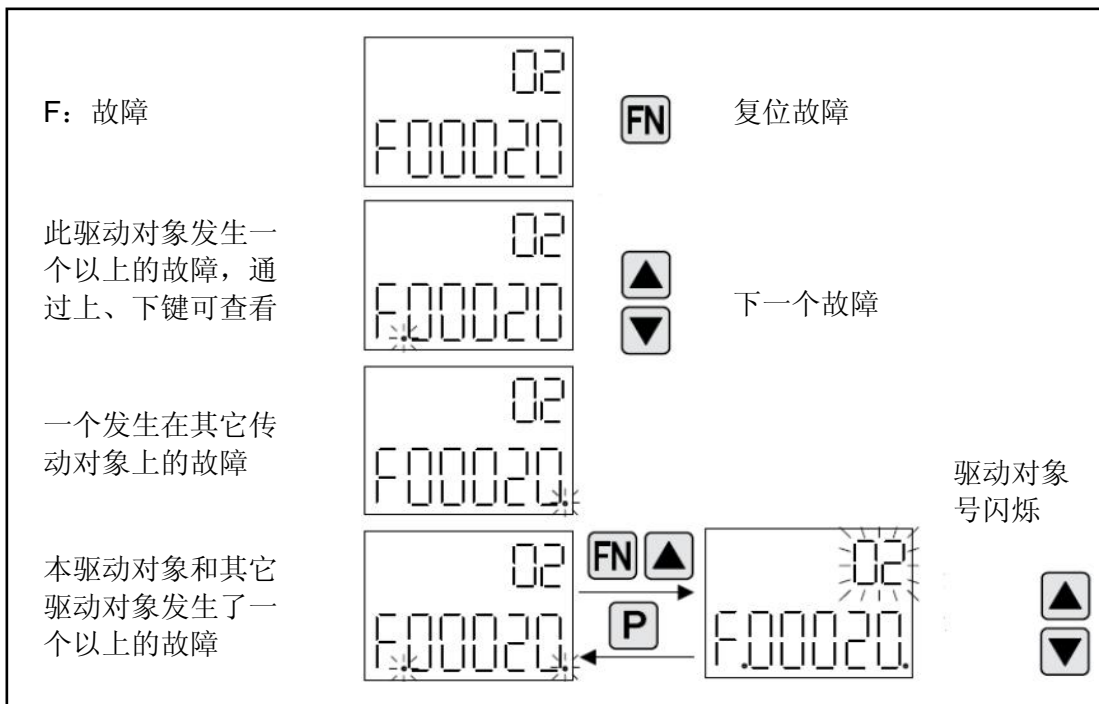 02
F：故障
F00020
FN
复位故障
此驱动对象发生一
个以上的故障，通
过上、下键可查看
02
F.00020
下一个故障
一个发生在其它传
动对象上的故障
02
F00020.
本驱动对象和其它
驱动对象发生了一
个以上的故障
02
F.00020.
FN
P
02
F.00020.
驱动对象
号闪烁